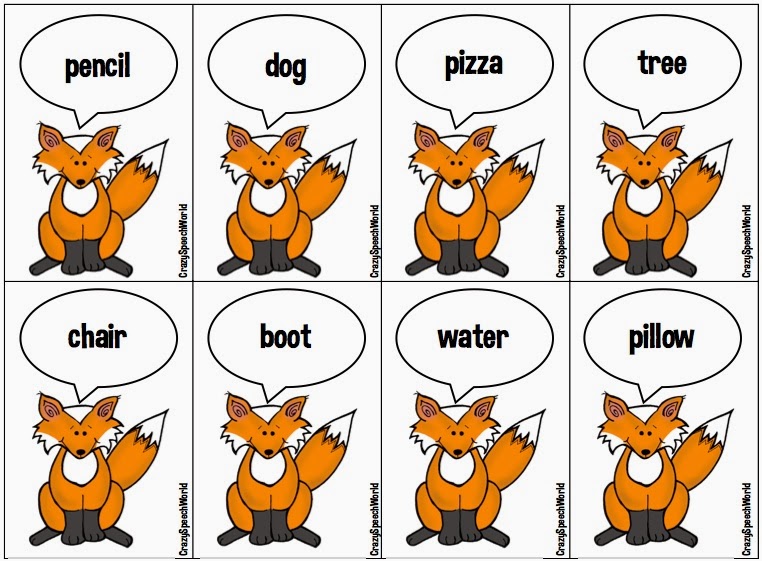 pencil
dog
pizza
tree
CrazySpeechWorld
CrazySpeechWorld
CrazySpeechWorld
CrazySpeechWorld
chair
boot
water
pillow
CrazySpeechWorld
CrazySpeechWorld
CrazySpeechWorld
CrazySpeechWorld